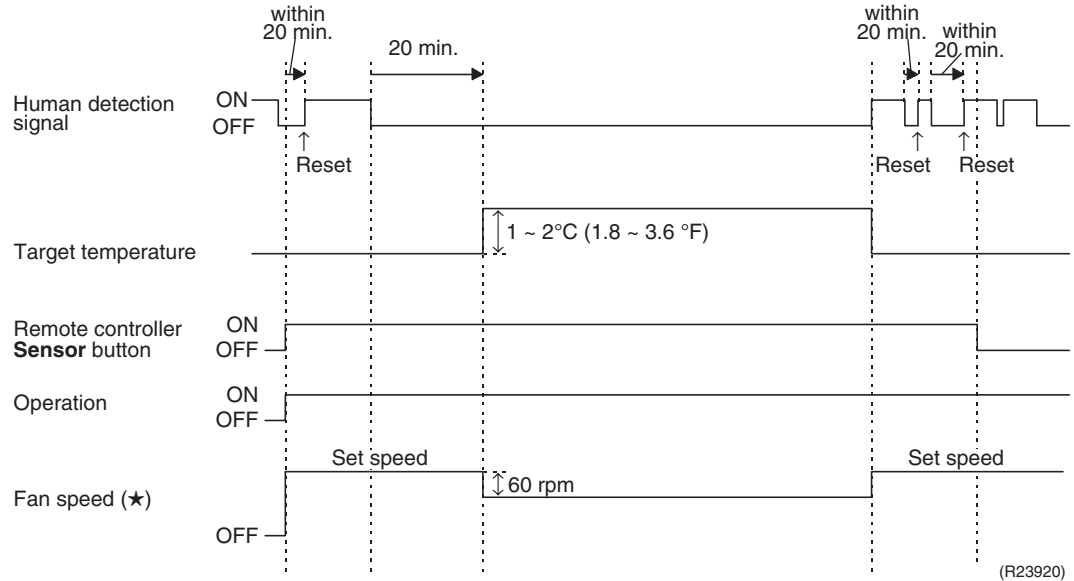 within
20 min.
20 min.
within
20 min.
within
20 min.
Human detection
signal
ON
OFF
↑
Reset
↑
Reset
↑
Reset
Target temperature
1 ~ 2°C (1.8 ~ 3.6 °F)
Remote controller
Sensor button
ON
OFF
Operation
ON
OFF
Fan speed (★)
Set speed
60 rpm
Set speed
OFF
(R23920)